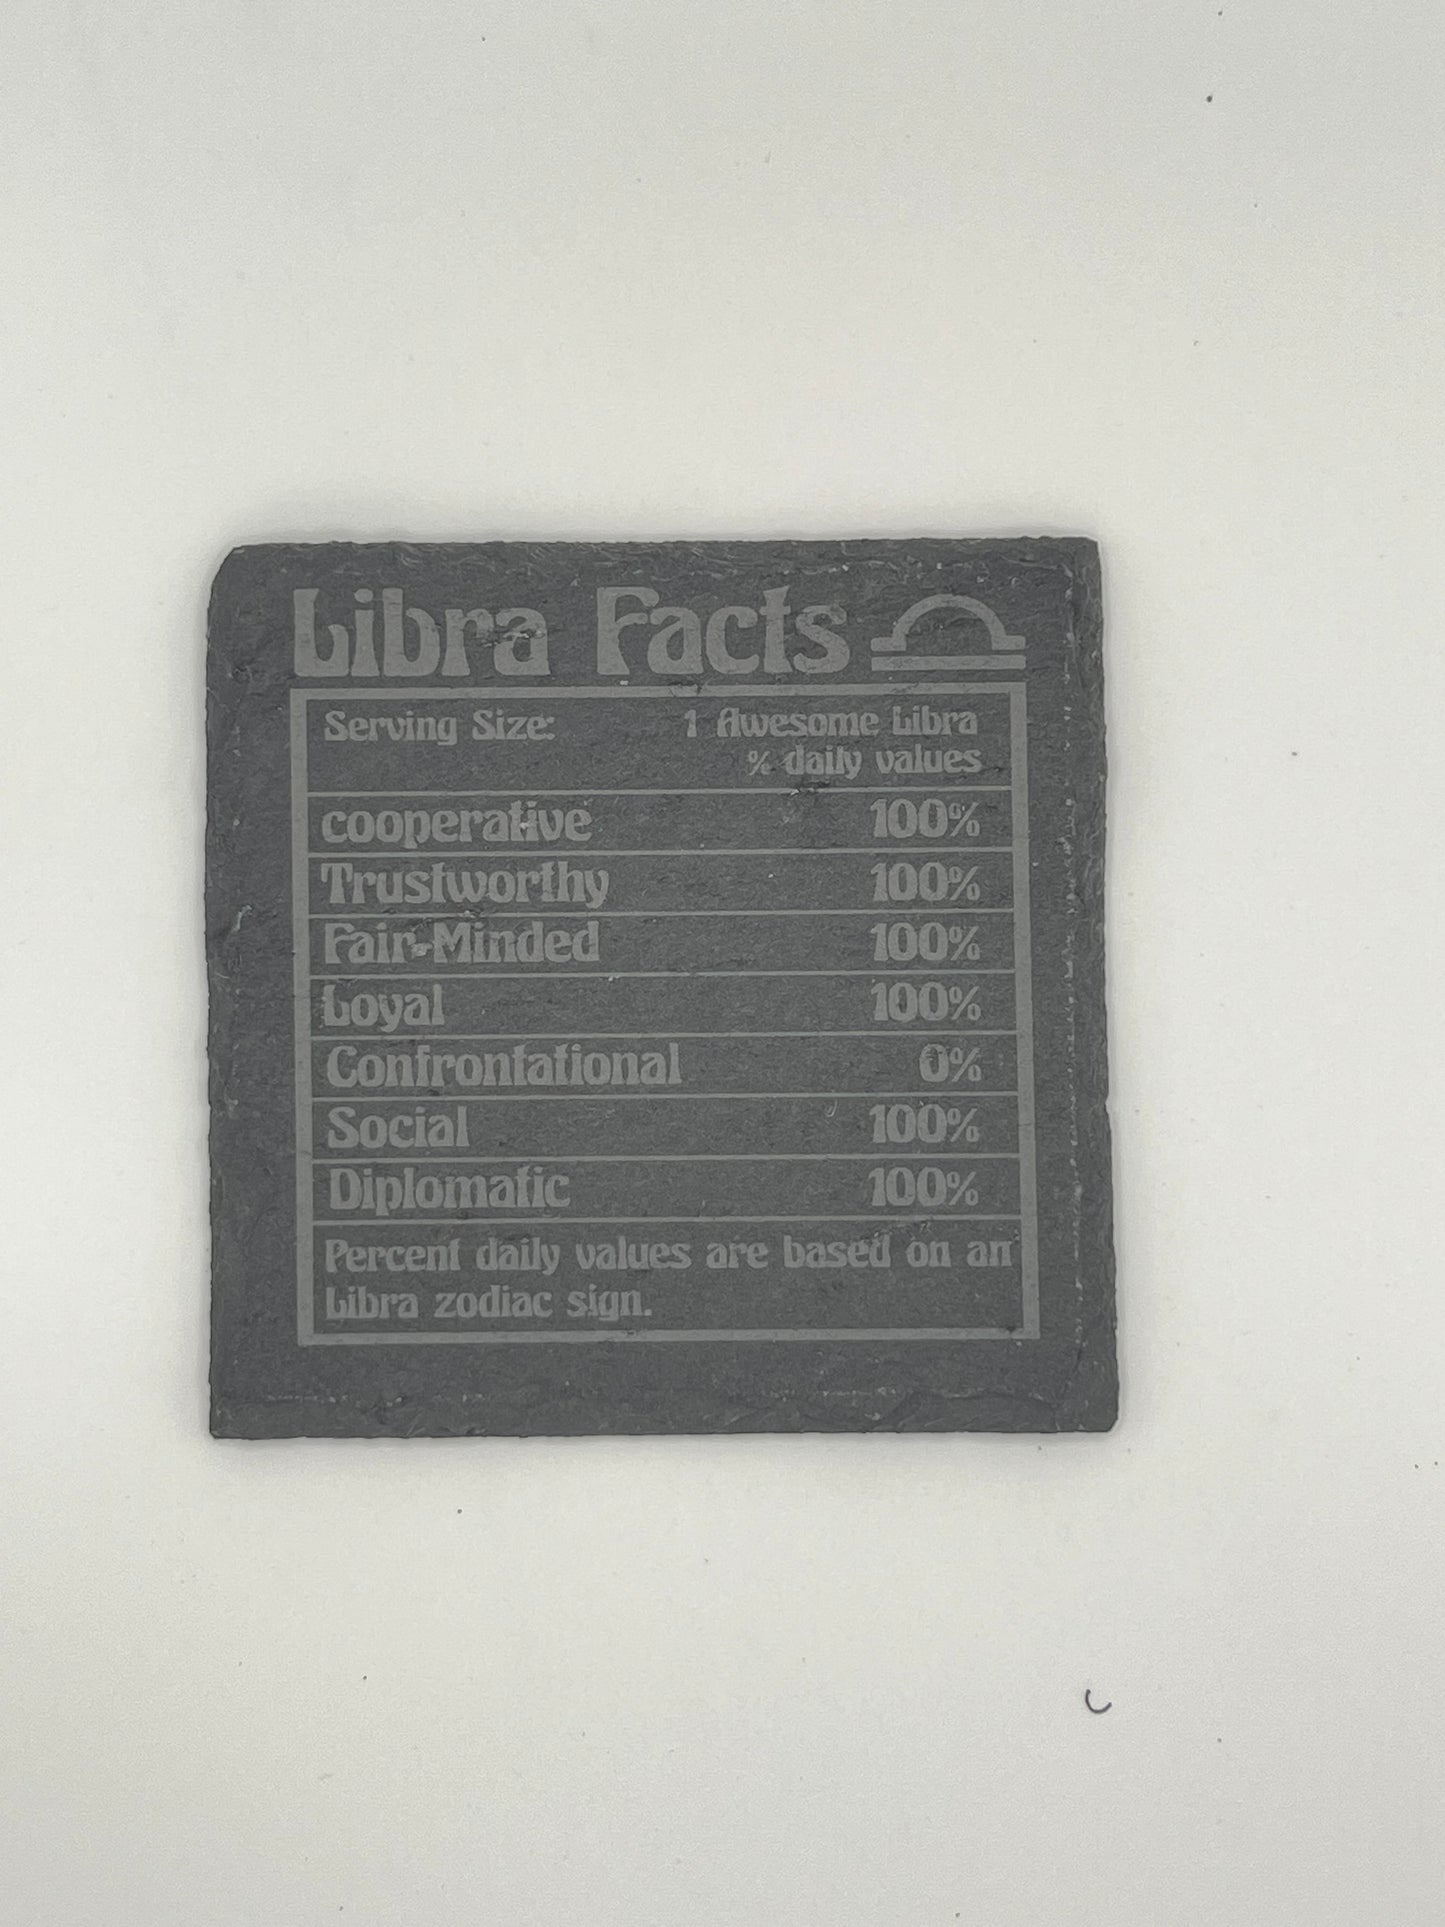 Libra Facts
Serving Size: 1 Awesome Libra
% daily values
cooperative 100%
Trustworthy 100%
Fair-Minded 100%
Loyal 100%
Confrontational 0%
Social 100%
Diplomatic 100%
Percent daily values are based on an
Libra zodiac sign.